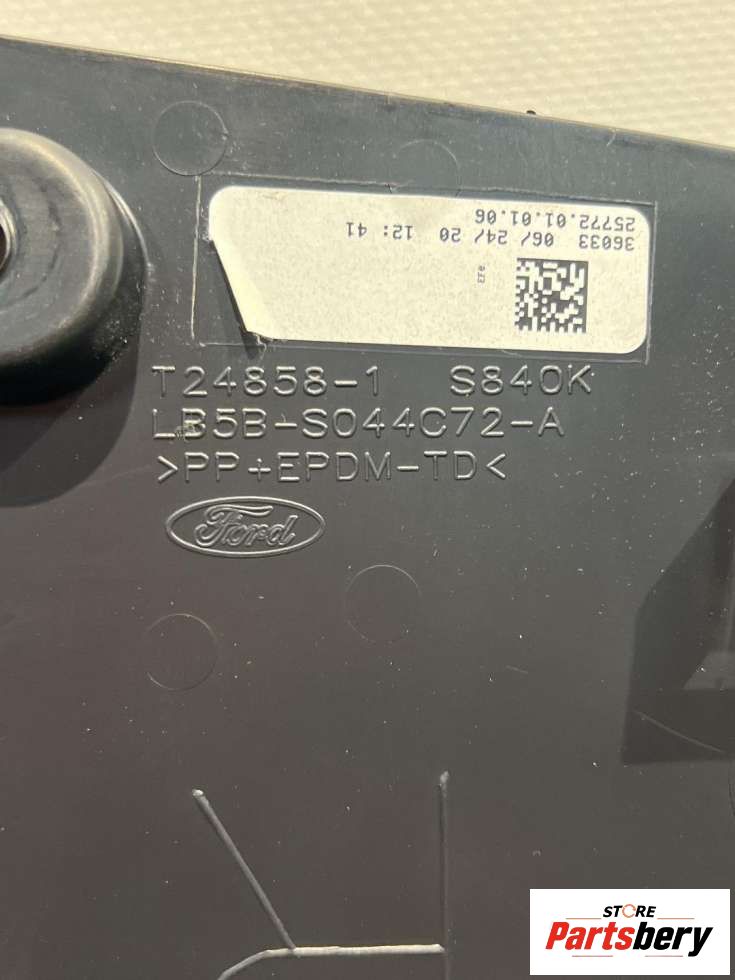 25772.01.01.06
36033 06/ 24/ 20 12: 41
EFe
T24858-1 S840K
LB5B-S044C72-A
>PP+EPDM-TD<
Ford
STORE
Partsbery